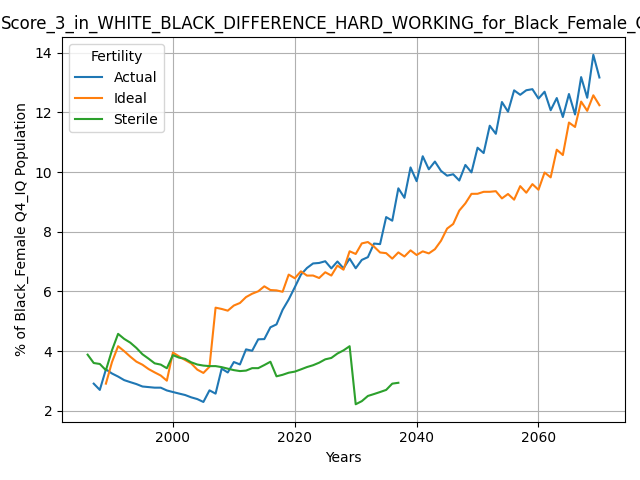 Score_3_in_WHITE_BLACK_DIFFERENCE_HARD_WORKING_for_Black_Female_
Fertility
Actual
Ideal
Sterile
% of Black_Female Q4_IQ Population
14
12
10
8
6
4
2
2000
2020
2040
2060
Years